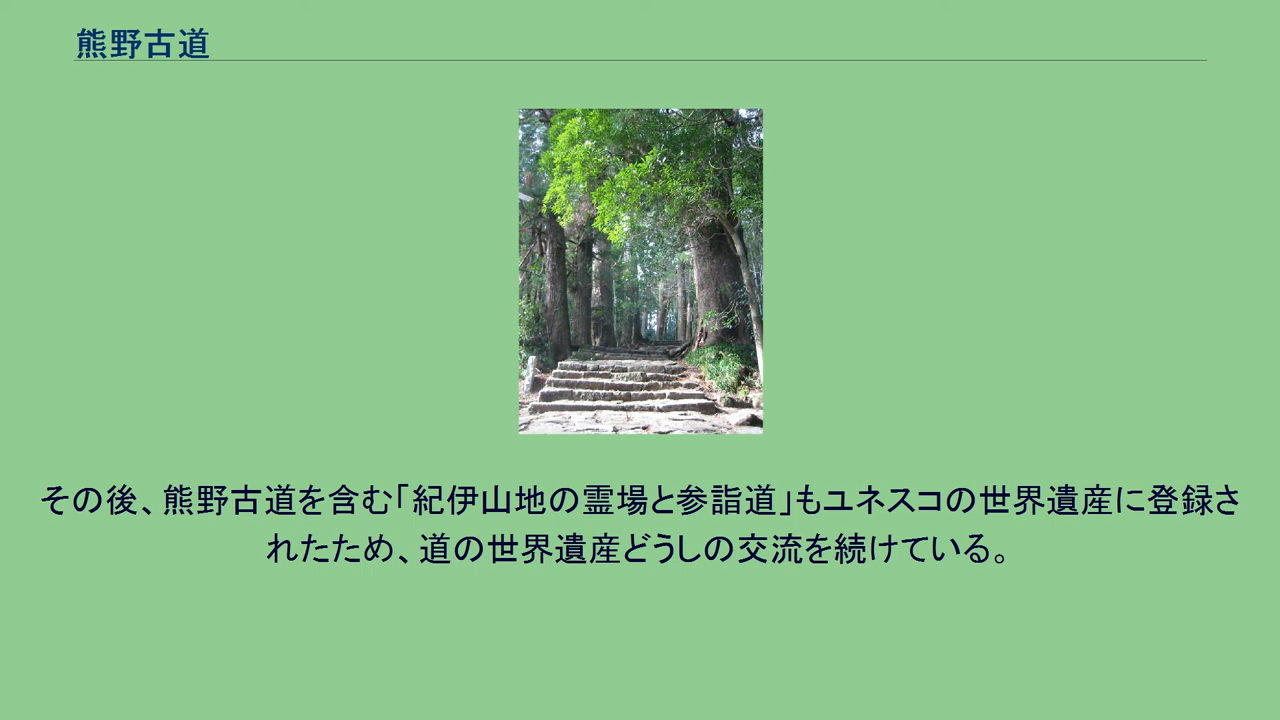 熊野古道
その後、熊野古道を含む「紀伊山地の霊場と参詣道」もユネスコの世界遺産に登録さ
れたため、道の世界遺産どうしの交流を続けている。